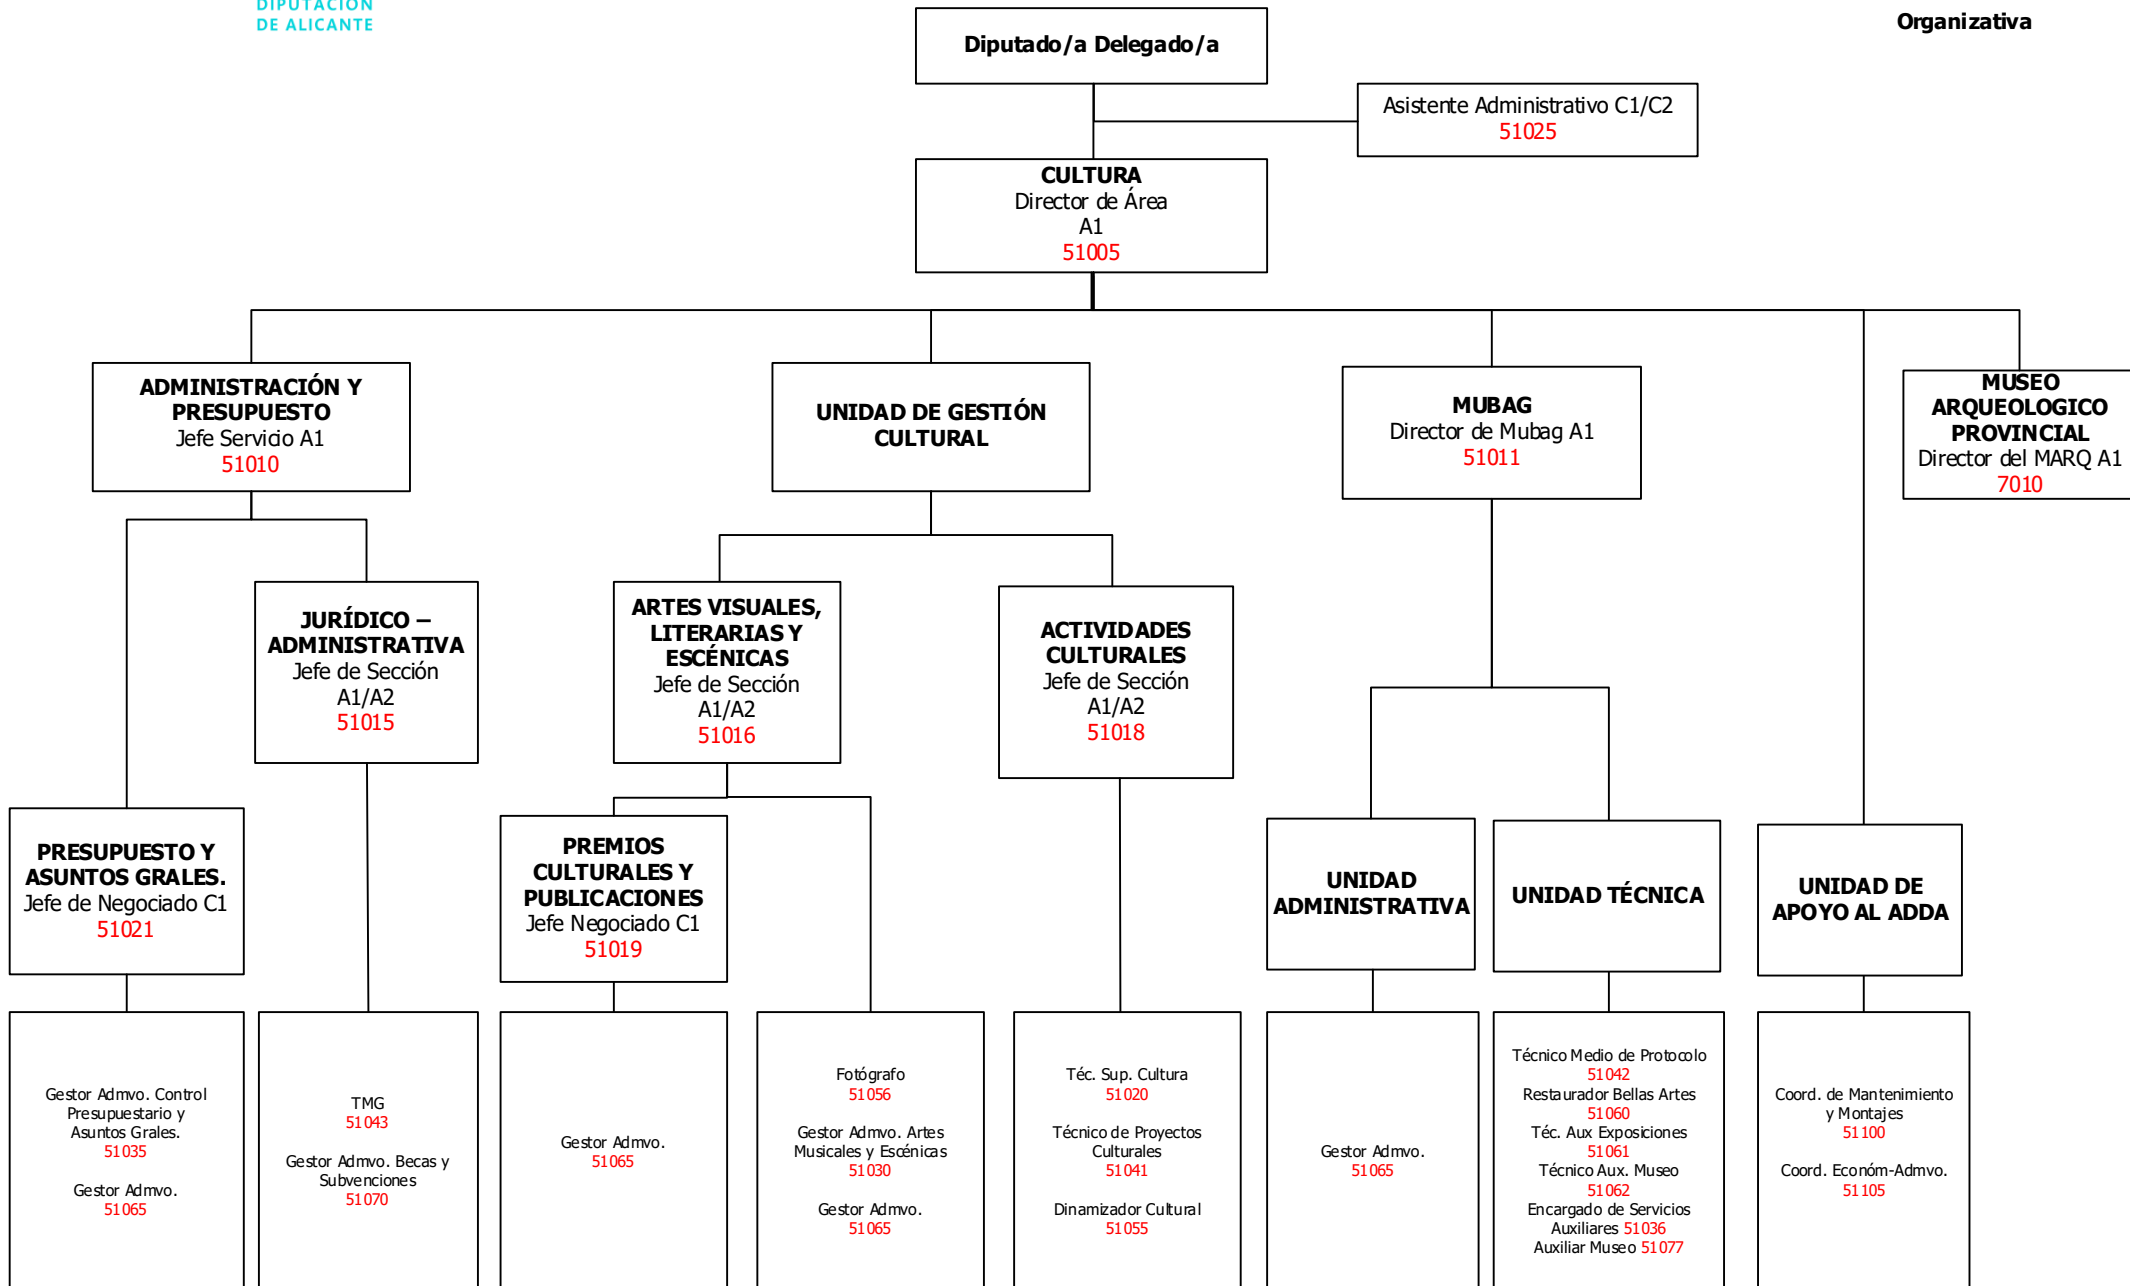 DIPUTACIÓN
DE ALICANTE
Organizativa
Diputado/a Delegado/a
Asistente Administrativo C1/C2
51025
CULTURA
Director de Área
A1
51005
ADMINISTRACIÓN Y
PRESUPUESTO
Jefe Servicio A1
51010
UNIDAD DE GESTIÓN
CULTURAL
MUBAG
Director de Mubag A1
51011
MUSEO
ARQUEOLOGICO
PROVINCIAL
Director del MARQ A1
7010
JURÍDICO –
ADMINISTRATIVA
Jefe de Sección
A1/A2
51015
ARTES VISUALES,
LITERARIAS Y
ESCÉNICAS
Jefe de Sección
A1/A2
51016
ACTIVIDADES
CULTURALES
Jefe de Sección
A1/A2
51018
PRESUPUESTO Y
ASUNTOS GRALES.
Jefe de Negociado C1
51021
PREMIOS
CULTURALES Y
PUBLICACIONES
Jefe Negociado C1
51019
UNIDAD
ADMINISTRATIVA
UNIDAD TÉCNICA
UNIDAD DE
APOYO AL ADDA
Gestor Admvo. Control
Presupuestario y
Asuntos Grales.
51035
Gestor Admvo.
51065
TMG
51043
Gestor Admvo. Becas y
Subvenciones
51070
Gestor Admvo.
51065
Fotógrafo
51056
Gestor Admvo. Artes
Musicales y Escénicas
51030
Gestor Admvo.
51065
Téc. Sup. Cultura
51020
Técnico de Proyectos
Culturales
51041
Dinamizador Cultural
51055
Gestor Admvo.
51065
Técnico Medio de Protocolo
51042
Restaurador Bellas Artes
51060
Téc. Aux Exposiciones
51061
Técnico Aux. Museo
51062
Encargado de Servicios
Auxiliares 51036
Auxiliar Museo 51077
Coord. de Mantenimiento
y Montajes
51100
Coord. Económ-Admvo.
51105